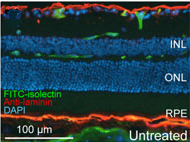 INL
ONL
FITC-isolectin
Anti-laminin
DAPI
RPE
100 µm
Untreated